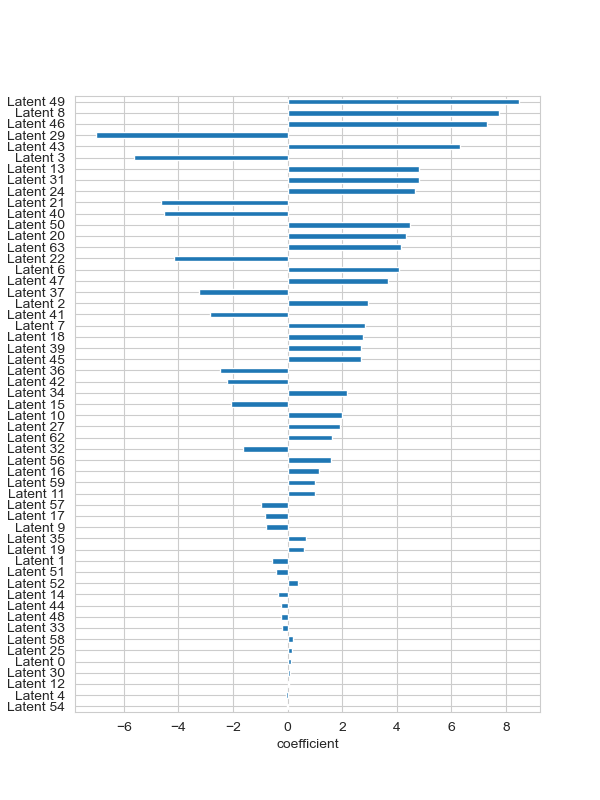 Latent 49
Latent 8
Latent 46
Latent 29
Latent 43
Latent 3
Latent 13
Latent 31
Latent 24
Latent 21
Latent 40
Latent 50
Latent 20
Latent 63
Latent 22
Latent 6
Latent 47
Latent 37
Latent 2
Latent 41
Latent 7
Latent 18
Latent 39
Latent 45
Latent 36
Latent 42
Latent 34
Latent 15
Latent 10
Latent 27
Latent 62
Latent 32
Latent 56
Latent 16
Latent 59
Latent 11
Latent 57
Latent 17
Latent 9
Latent 35
Latent 19
Latent 1
Latent 51
Latent 52
Latent 14
Latent 44
Latent 48
Latent 33
Latent 58
Latent 25
Latent 0
Latent 30
Latent 12
Latent 4
Latent 54
−6 −4 −2 0 2 4 6 8
coefficient